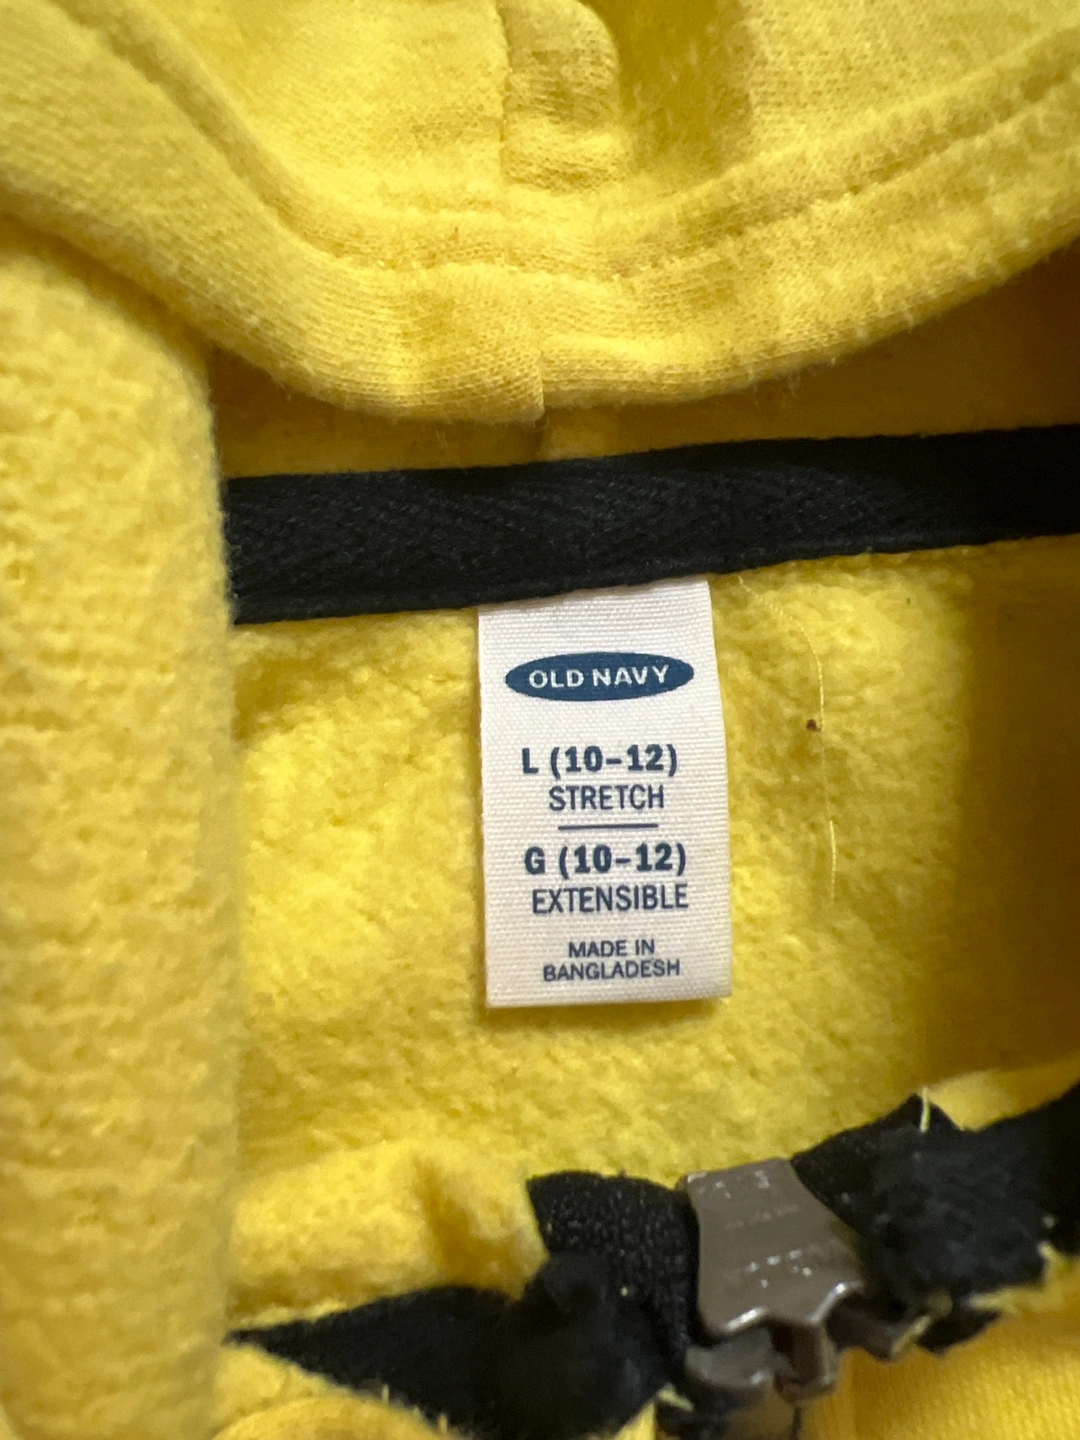 OLD NAVY
L (10-12)
STRETCH
G (10-12)
EXTENSIBLE
MADE IN
BANGLADESH